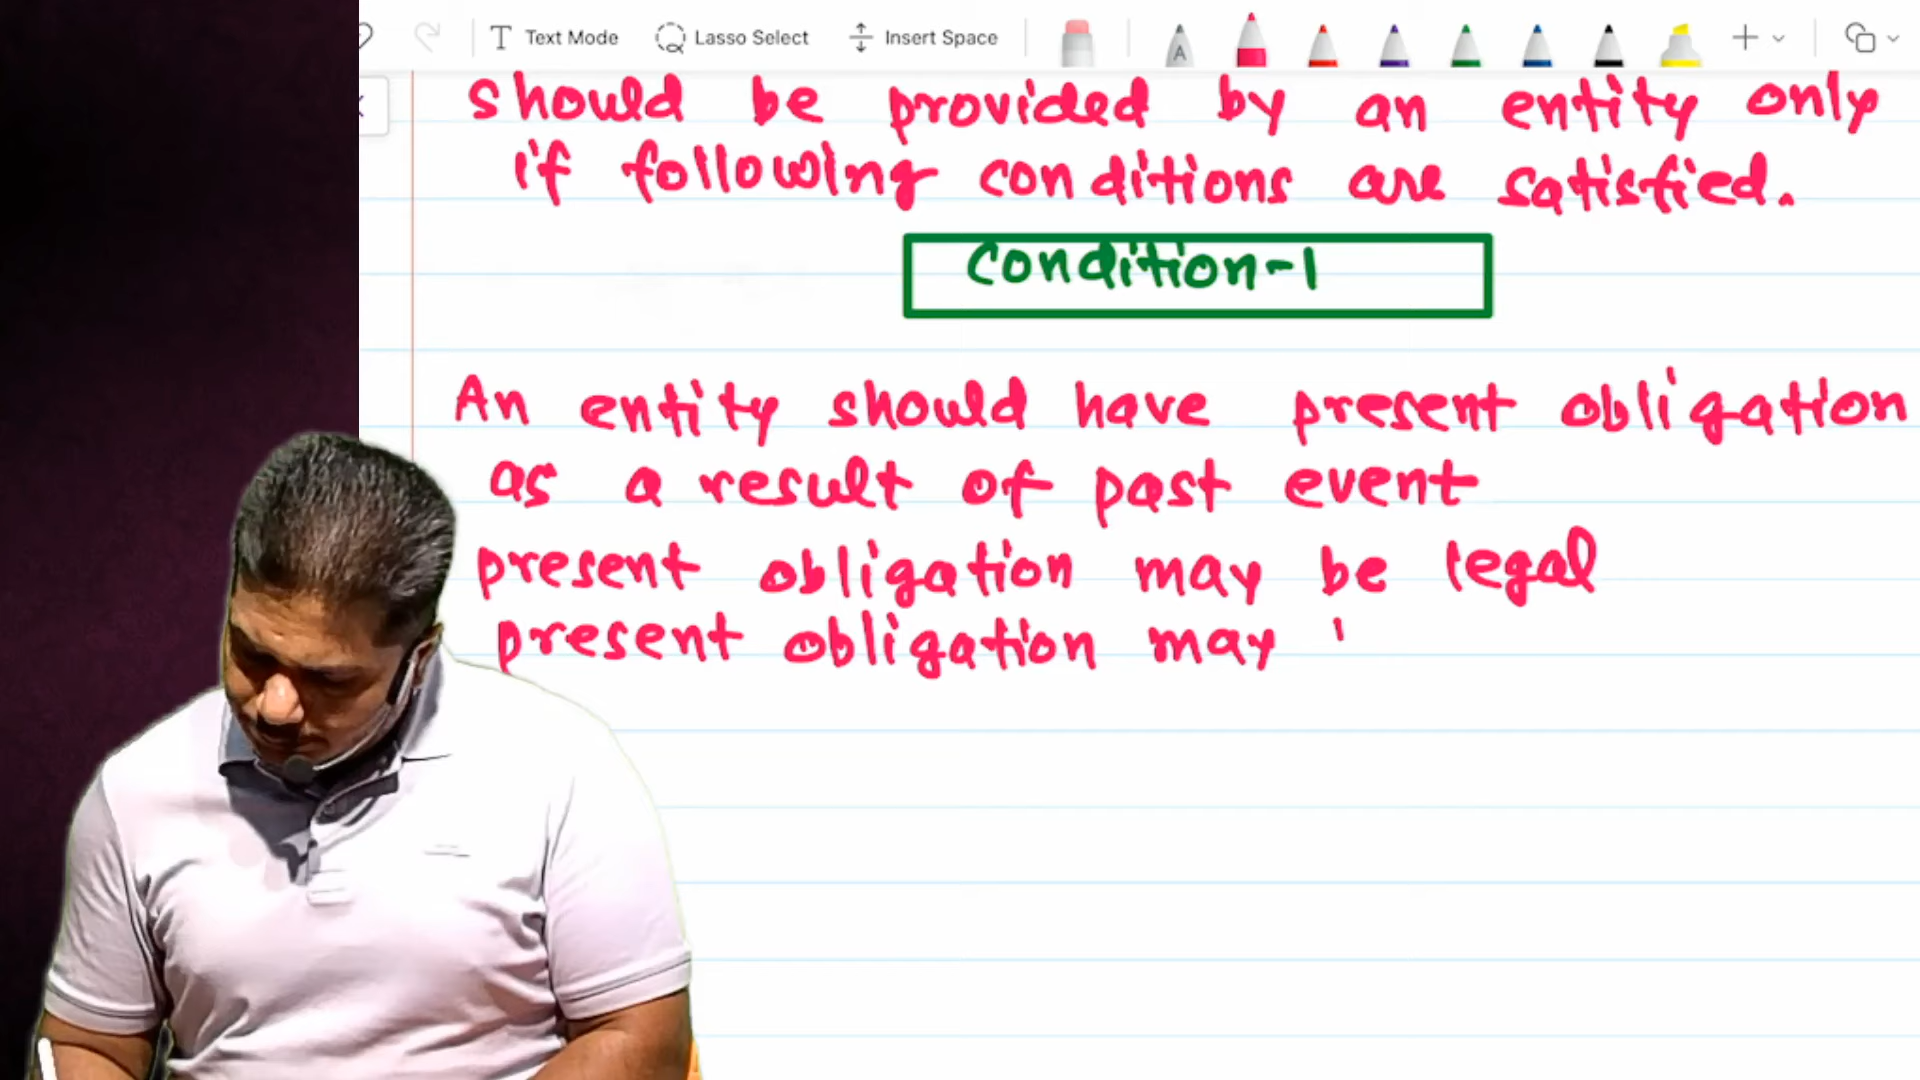 Text Mode Lasso Select Insert Space
A
should be provided by an entity only
if following conditions are satisfied.
Condition-1
An entity should have present obligation
as a result of past event
present obligation may be legal
present obligation may